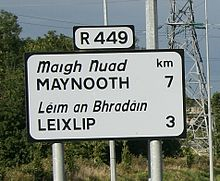 R 449
Maigh Nuad km
MAYNOOTH 7
Léim an Bhradáin
LEIXLIP 3